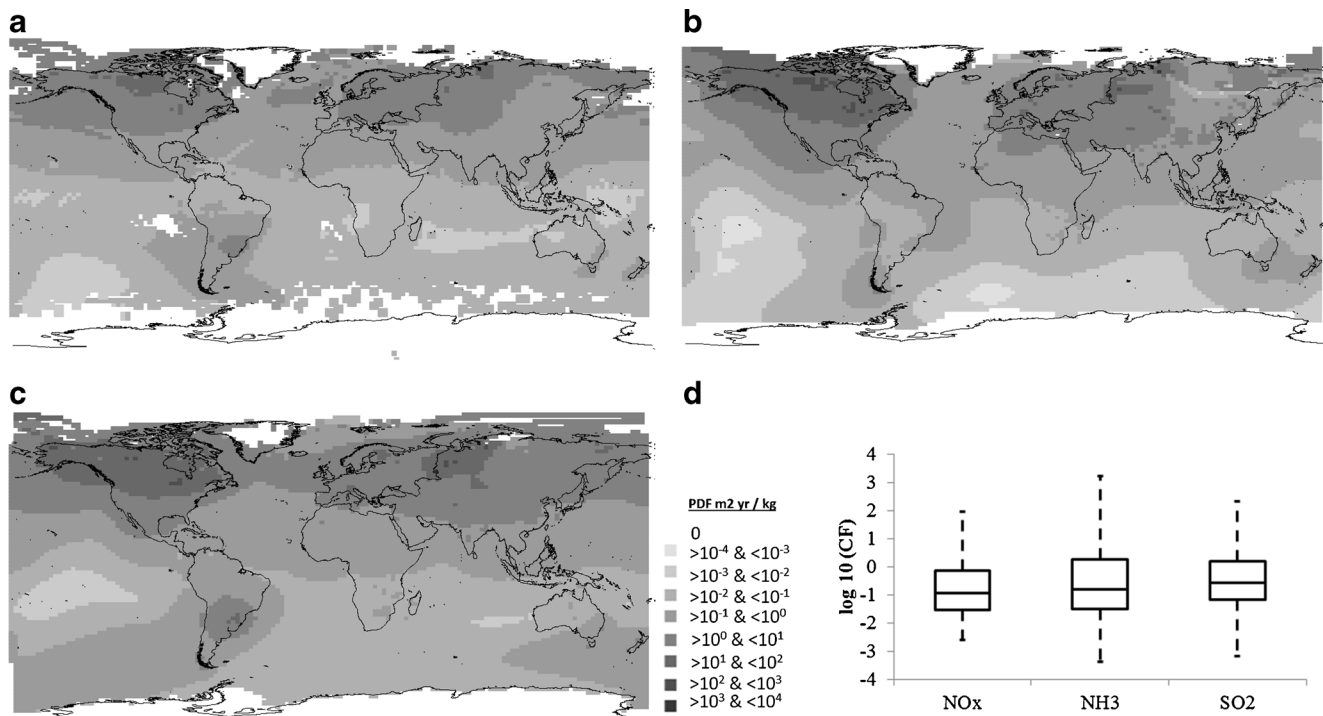 a
b
c
d
PDF m2 yr / kg
0
>10⁻⁴ & <10⁻³
>10⁻³ & <10⁻²
>10⁻² & <10⁻¹
>10⁻¹ & <10⁰
>10⁰ & <10¹
>10¹ & <10²
>10² & <10³
>10³ & <10⁴
log 10 (CF)
4
3
2
1
0
-1
-2
-3
-4
NOx NH3 SO2